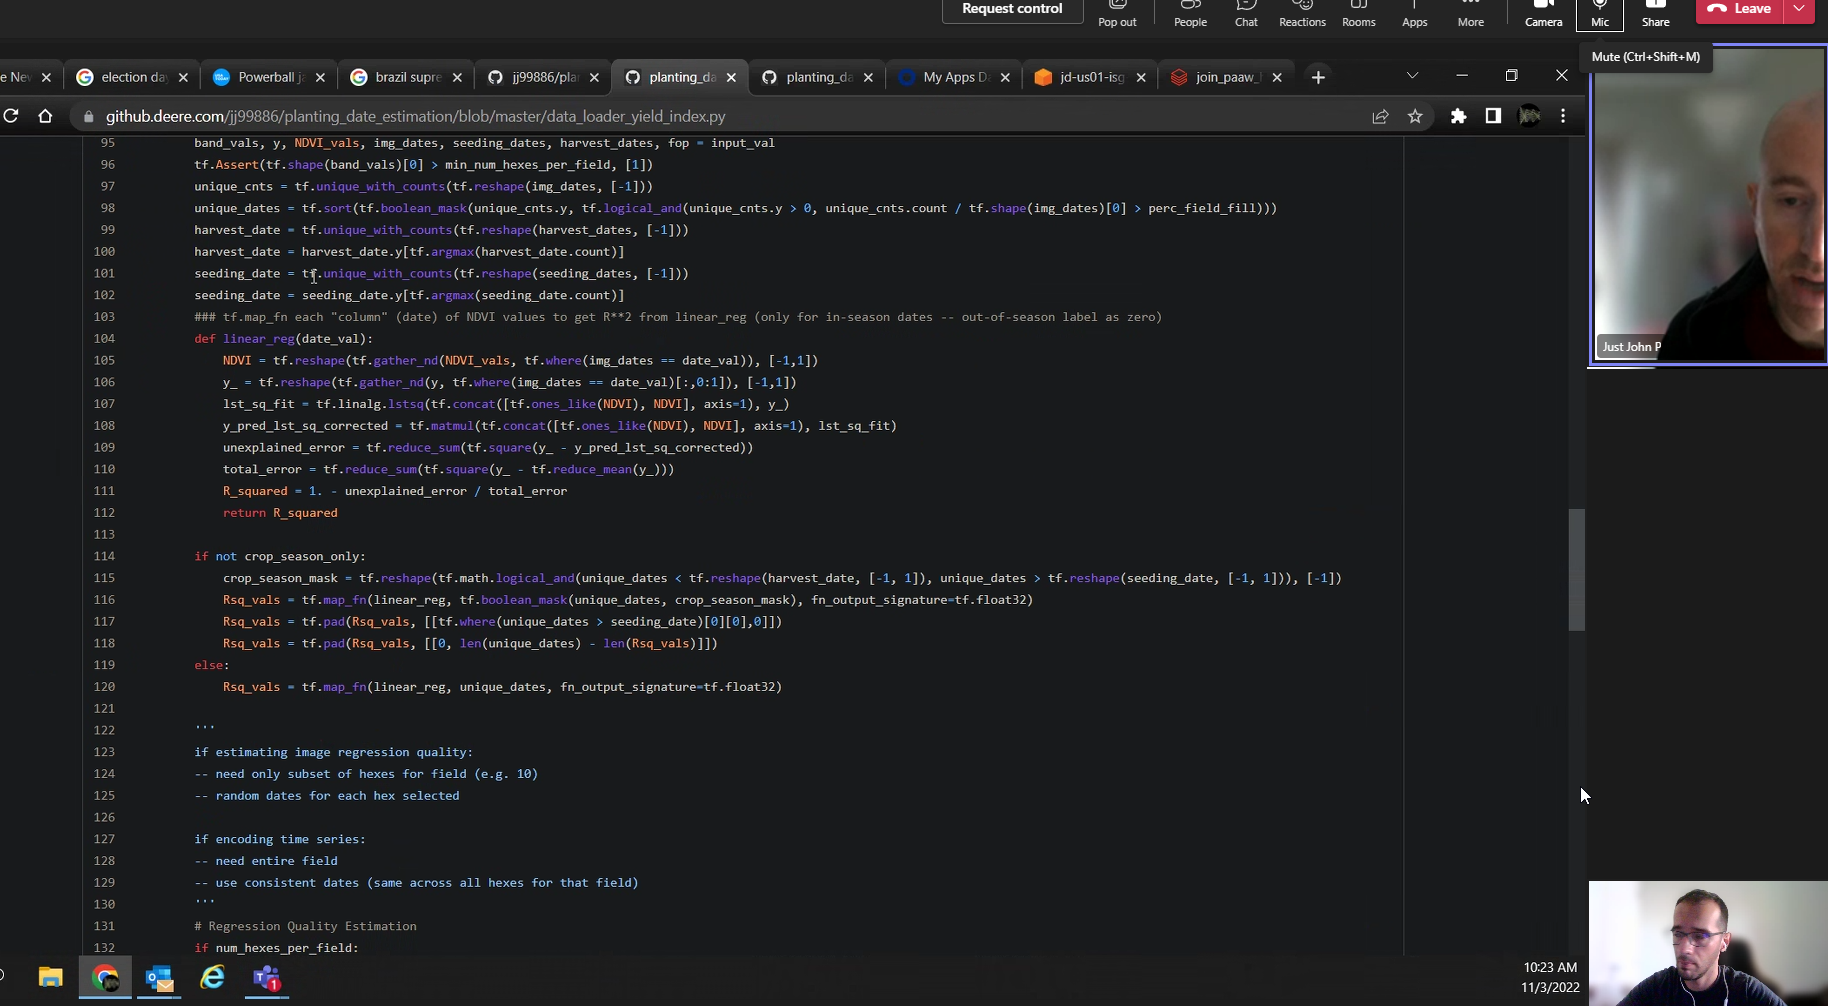 Request control
Pop out
People
Chat
Reactions
Rooms
Apps
More
Camera
Mic
Share
Leave
Mute (Ctrl+Shift+M)
e Nev
election da
Powerball ja
brazil supre
jj99886/plan
planting_da
planting_da
My Apps Da
jd-us01-isg
join_paaw_l
github.deere.com/jj99886/planting_date_estimation/blob/master/data_loader_yield_index.py
95 band_vals, y, NDVI_vals, img_dates, seeding_dates, harvest_dates, fop = input_val
96 tf.Assert(tf.shape(band_vals)[0] > min_num_hexes_per_field, [1])
97 unique_cnts = tf.unique_with_counts(tf.reshape(img_dates, [-1]))
98 unique_dates = tf.sort(tf.boolean_mask(unique_cnts.y, tf.logical_and(unique_cnts.y > 0, unique_cnts.count / tf.shape(img_dates)[0] > perc_field_fill)))
99 harvest_date = tf.unique_with_counts(tf.reshape(harvest_dates, [-1]))
100 harvest_date = harvest_date.y[tf.argmax(harvest_date.count)]
101 seeding_date = tf.unique_with_counts(tf.reshape(seeding_dates, [-1]))
102 seeding_date = seeding_date.y[tf.argmax(seeding_date.count)]
103 ### tf.map_fn each "column" (date) of NDVI values to get R**2 from linear_reg (only for in-season dates -- out-of-season label as zero)
104 def linear_reg(date_val):
105 NDVI = tf.reshape(tf.gather_nd(NDVI_vals, tf.where(img_dates == date_val)), [-1,1])
106 y_ = tf.reshape(tf.gather_nd(y, tf.where(img_dates == date_val)[:,0:1]), [-1,1])
107 lst_sq_fit = tf.linalg.lstsq(tf.concat([tf.ones_like(NDVI), NDVI], axis=1), y_)
108 y_pred_lst_sq_corrected = tf.matmul(tf.concat([tf.ones_like(NDVI), NDVI], axis=1), lst_sq_fit)
109 unexplained_error = tf.reduce_sum(tf.square(y_ - y_pred_lst_sq_corrected))
110 total_error = tf.reduce_sum(tf.square(y_ - tf.reduce_mean(y_)))
111 R_squared = 1. - unexplained_error / total_error
112 return R_squared
113
114 if not crop_season_only:
115 crop_season_mask = tf.reshape(tf.math.logical_and(unique_dates < tf.reshape(harvest_date, [-1, 1]), unique_dates > tf.reshape(seeding_date, [-1, 1])), [-1])
116 Rsq_vals = tf.map_fn(linear_reg, tf.boolean_mask(unique_dates, crop_season_mask), fn_output_signature=tf.float32)
117 Rsq_vals = tf.pad(Rsq_vals, [[tf.where(unique_dates > seeding_date)[0][0],0]])
118 Rsq_vals = tf.pad(Rsq_vals, [[0, len(unique_dates) - len(Rsq_vals)]])
119 else:
120 Rsq_vals = tf.map_fn(linear_reg, unique_dates, fn_output_signature=tf.float32)
121
122 '''
123 if estimating image regression quality:
124 -- need only subset of hexes for field (e.g. 10)
125 -- random dates for each hex selected
126
127 if encoding time series:
128 -- need entire field
129 -- use consistent dates (same across all hexes for that field)
130 '''
131 # Regression Quality Estimation
132 if num_hexes_per_field:
Just John P
1
10:23 AM
11/3/2022